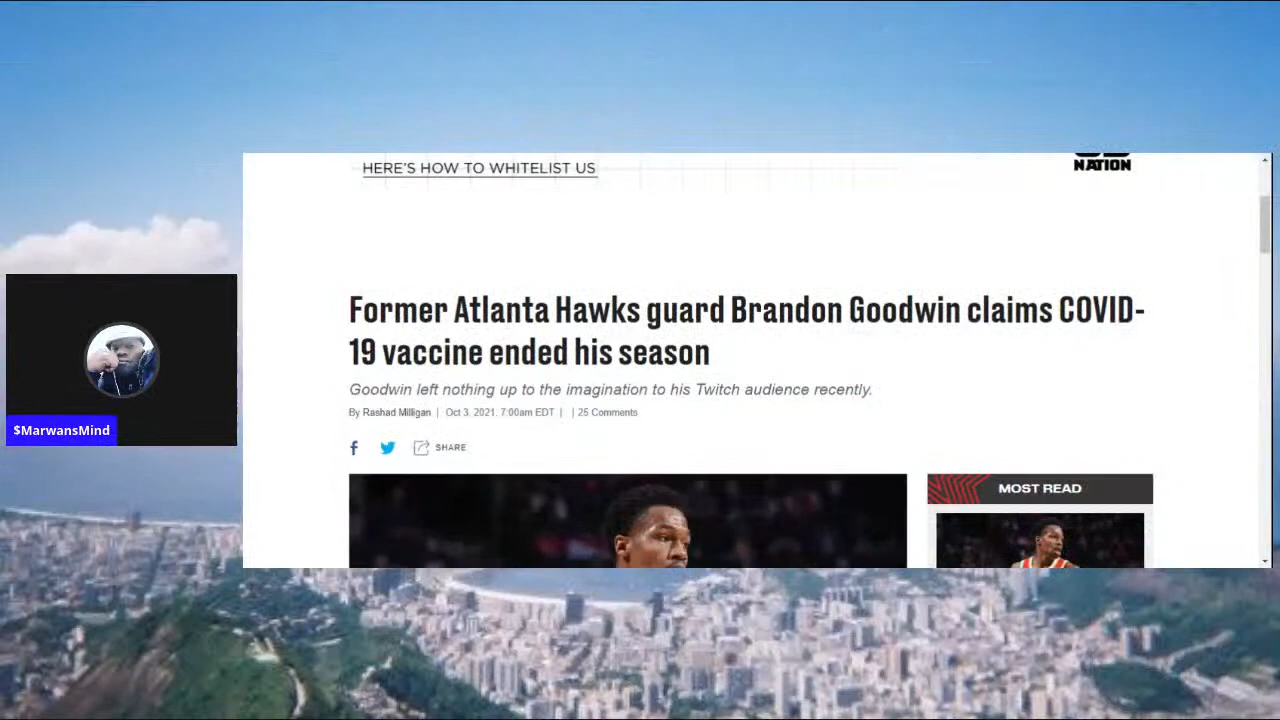 HERE'S HOW TO WHITELIST US
NATION
Former Atlanta Hawks guard Brandon Goodwin claims COVID-
19 vaccine ended his season
Goodwin left nothing up to the imagination to his Twitch audience recently.
By Rashad Milligan | Oct 3, 2021, 7:00am EDT | | 25 Comments
SHARE
MOST READ
$MarwansMind